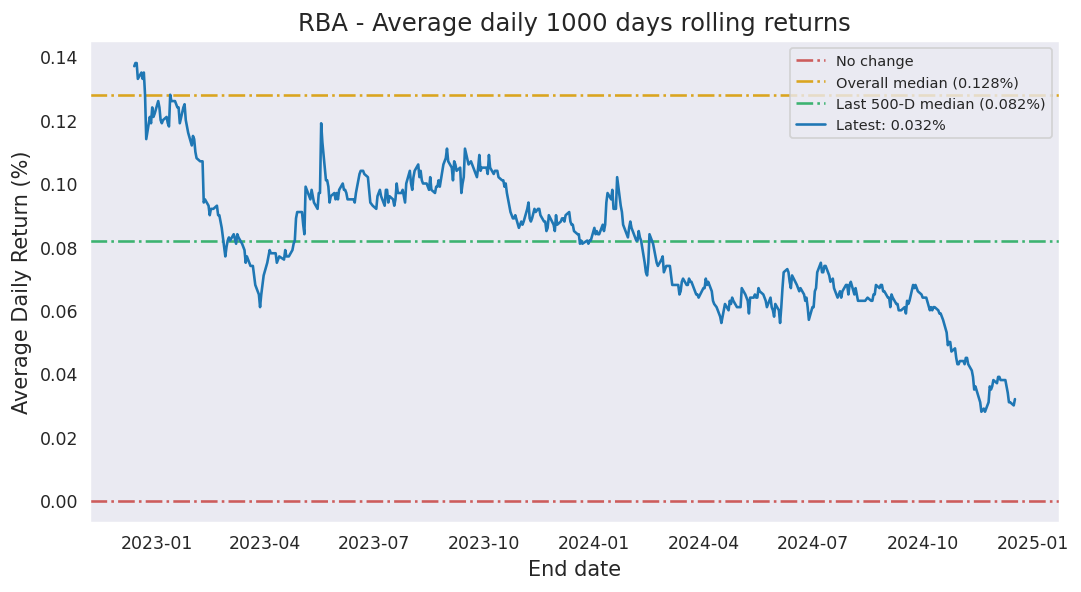 RBA - Average daily 1000 days rolling returns
No change
Overall median (0.128%)
Last 500-D median (0.082%)
Latest: 0.032%
Average Daily Return (%)
0.14
0.12
0.10
0.08
0.06
0.04
0.02
0.00
2023-01 2023-04 2023-07 2023-10 2024-01 2024-04 2024-07 2024-10 2025-01
End date